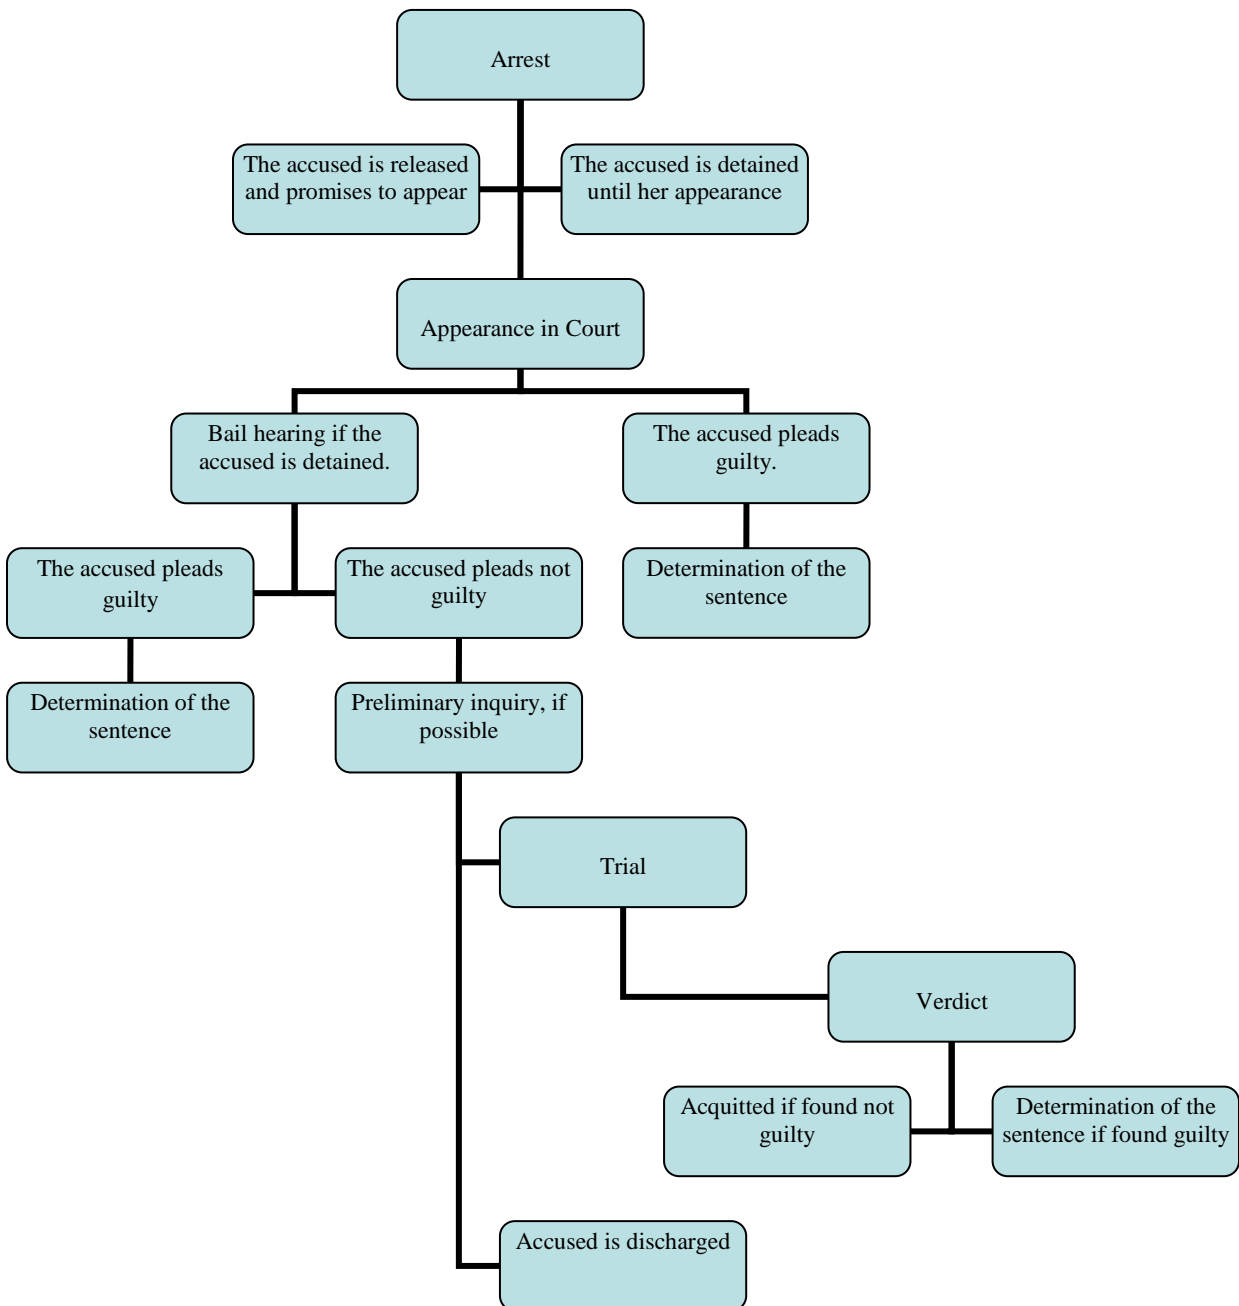 Arrest
The accused is released
and promises to appear
The accused is detained
until her appearance
Appearance in Court
Bail hearing if the
accused is detained.
The accused pleads
guilty.
The accused pleads
guilty
The accused pleads not
guilty
Determination of the
sentence
Determination of the
sentence
Preliminary inquiry, if
possible
Trial
Verdict
Acquitted if found not
guilty
Determination of the
sentence if found guilty
Accused is discharged